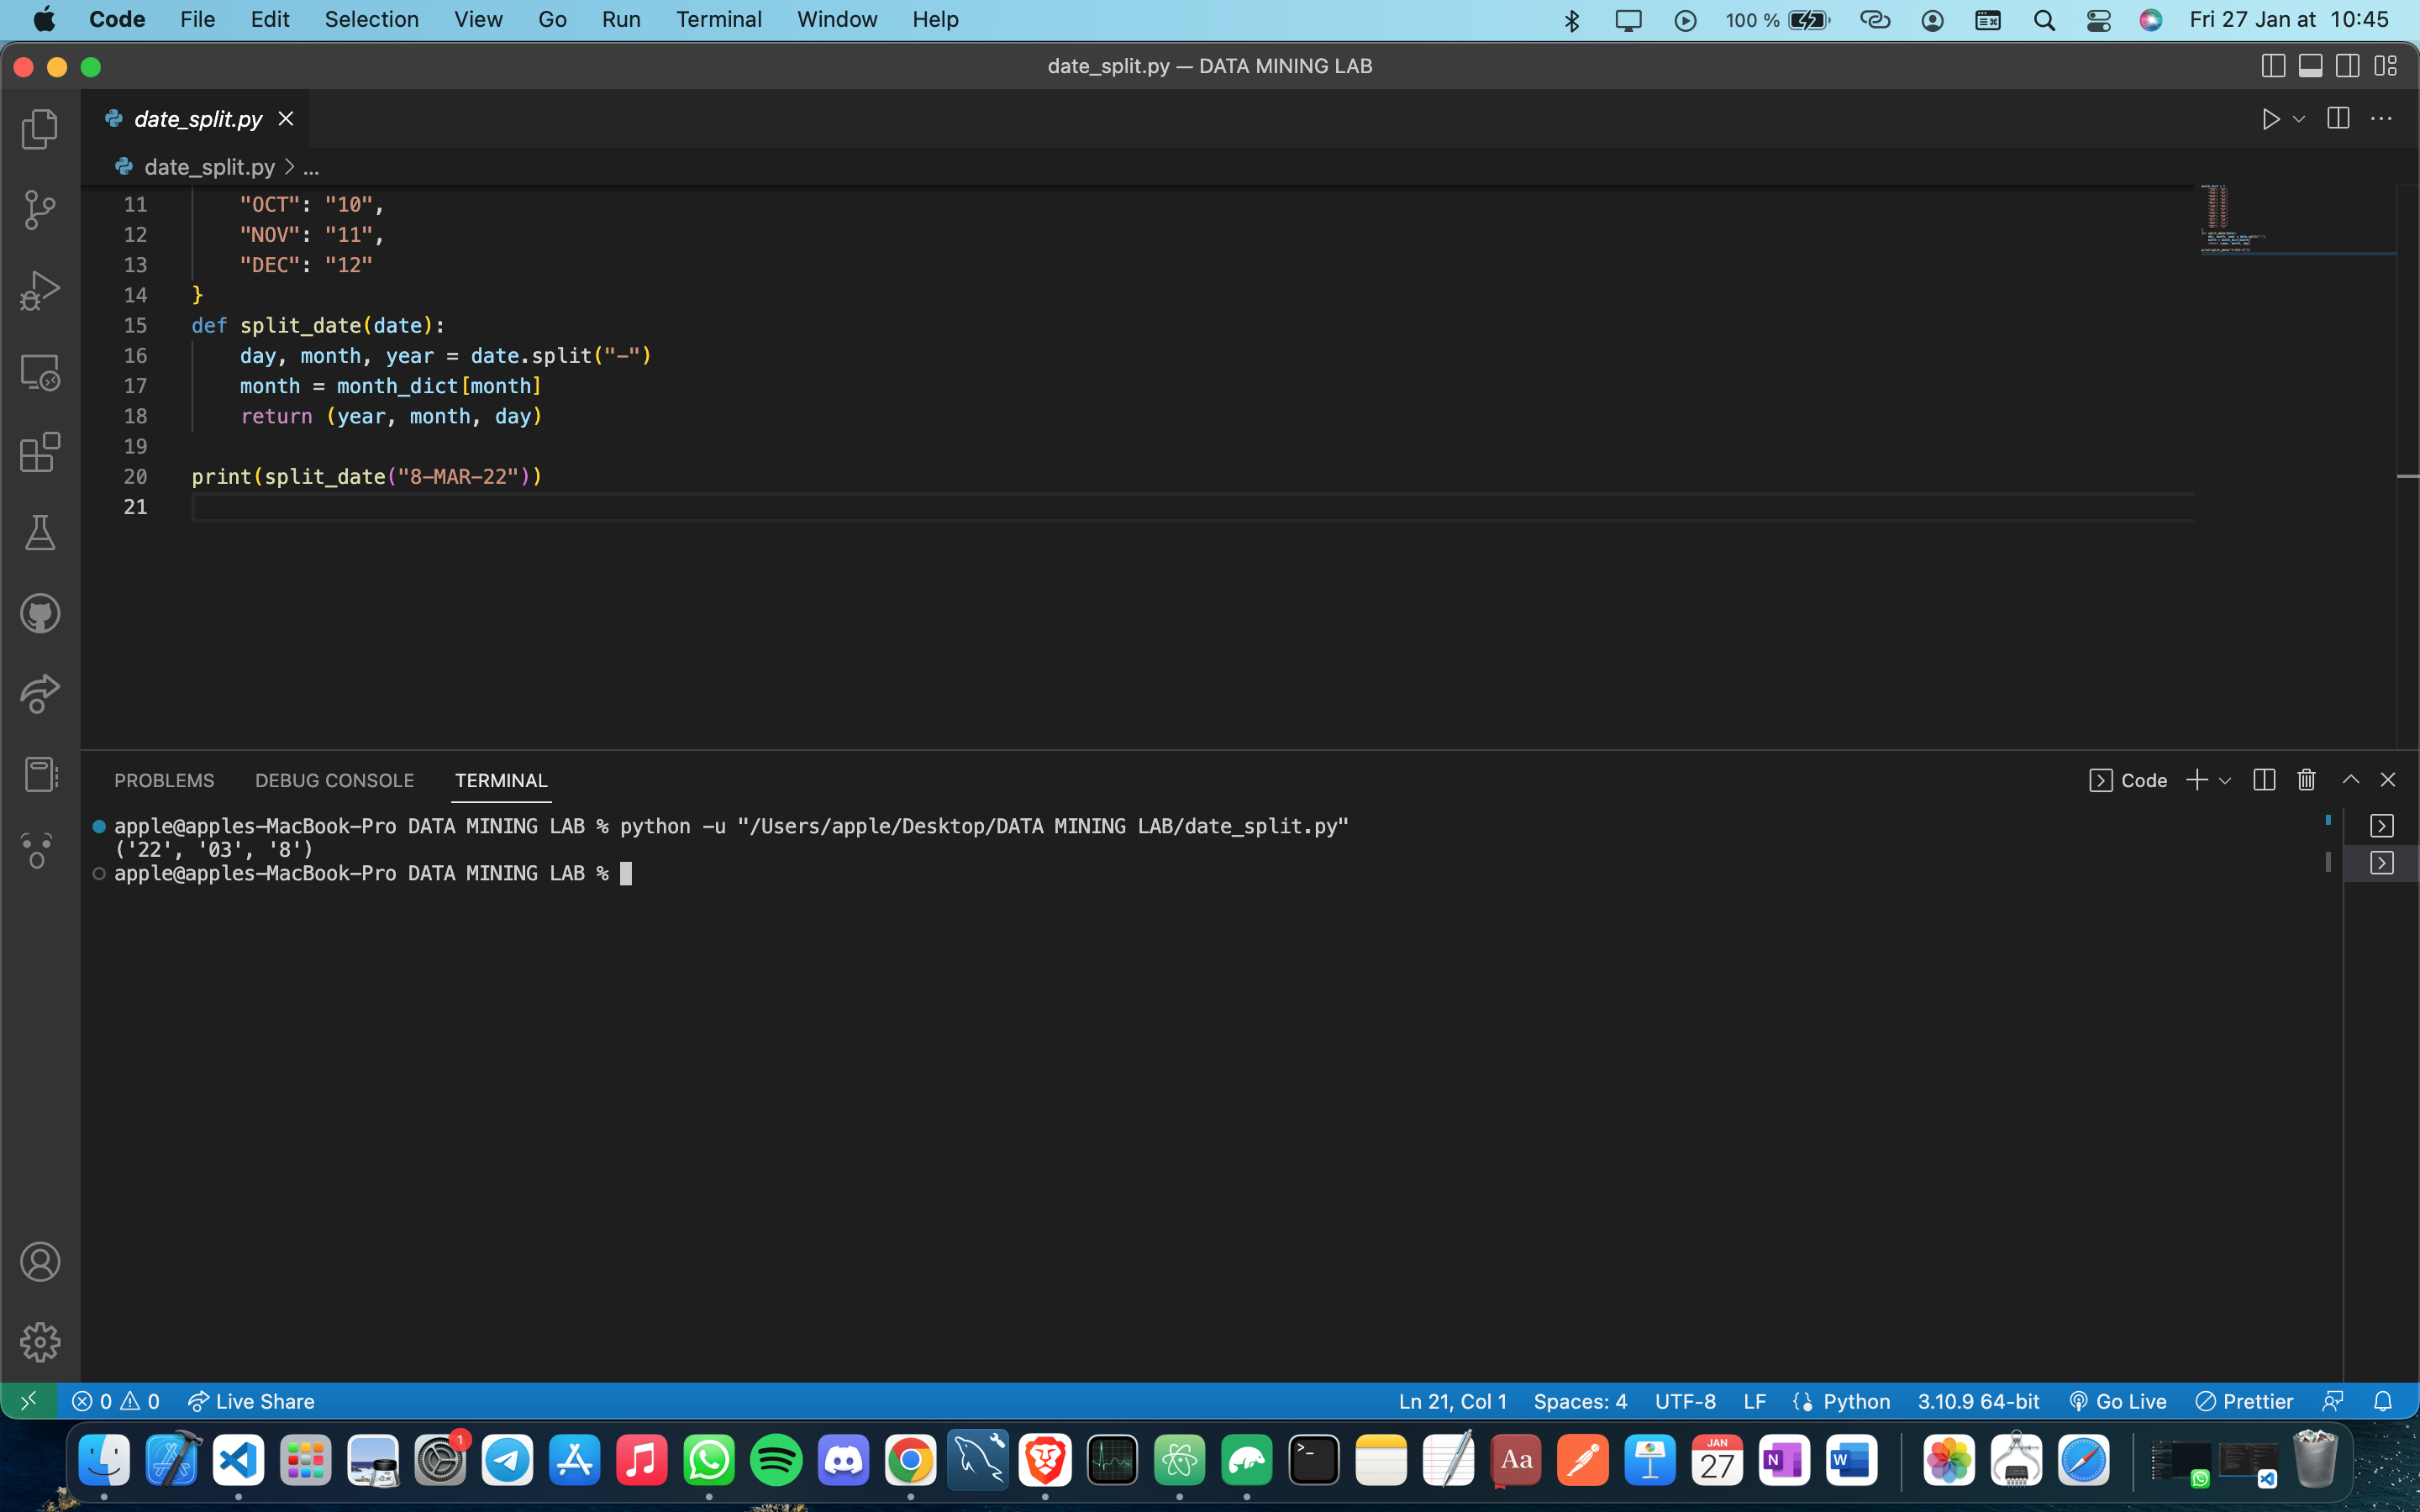 Code File Edit Selection View Go Run Terminal Window Help 100 % Fri 27 Jan at 10:45
date_split.py — DATA MINING LAB
date_split.py
date_split.py > ...
11 "OCT": "10",
12 "NOV": "11",
13 "DEC": "12"
14 }
15 def split_date(date):
16 day, month, year = date.split("-")
17 month = month_dict[month]
18 return (year, month, day)
19
20 print(split_date("8-MAR-22"))
21
PROBLEMS DEBUG CONSOLE TERMINAL Code
apple@apples-MacBook-Pro DATA MINING LAB % python -u "/Users/apple/Desktop/DATA MINING LAB/date_split.py"
('22', '03', '8')
apple@apples-MacBook-Pro DATA MINING LAB %
0 0 Live Share Ln 21, Col 1 Spaces: 4 UTF-8 LF Python 3.10.9 64-bit Go Live Prettier
1
Aa JAN 27 N W